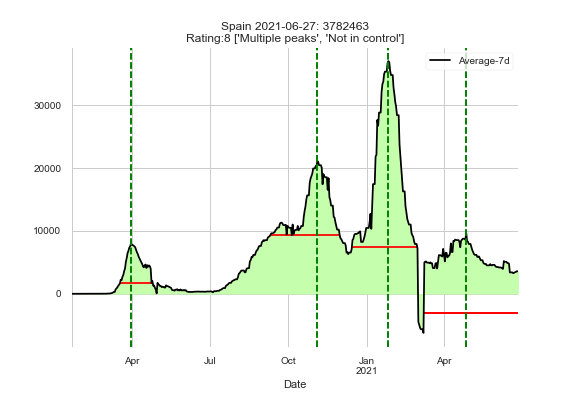 Spain 2021-06-27: 3782463
Rating:8 ['Multiple peaks', 'Not in control']
Average-7d
30000
20000
10000
0
Apr
Jul
Oct
Jan
2021
Apr
Date